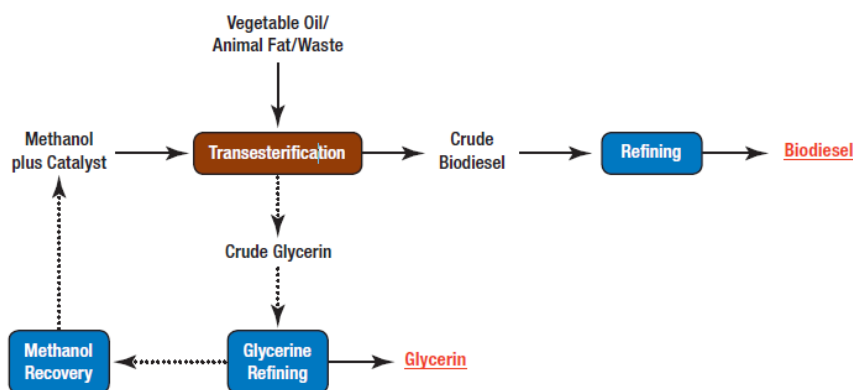 Vegetable Oil/
Animal Fat/Waste
Methanol
plus Catalyst
Transesterification
Crude
Biodiesel
Refining
Biodiesel
Crude Glycerin
Methanol
Recovery
Glycerine
Refining
Glycerin